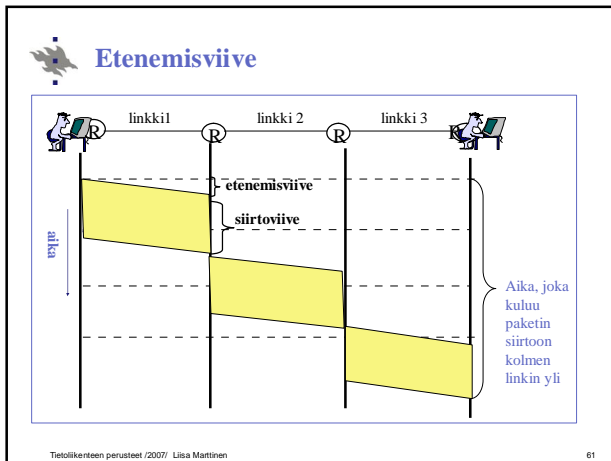 Etenemisviive
linkki1
linkki 2
linkki 3
R
R
R
R
etenemisviive
siirtoviive
aika
Aika, joka
kuluu
paketin
siirtoon
kolmen
linkin yli
Tietoliikenteen perusteet /2007/ Liisa Marttinen
61